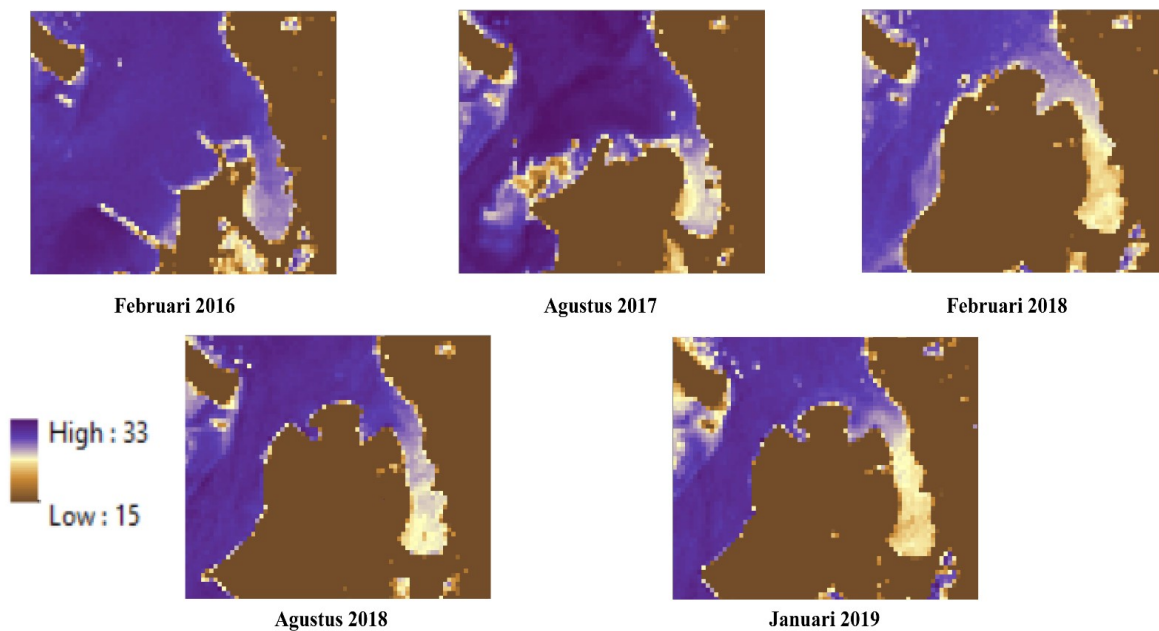 Februari 2016
Agustus 2017
Februari 2018
High : 33
Low : 15
Agustus 2018
Januari 2019